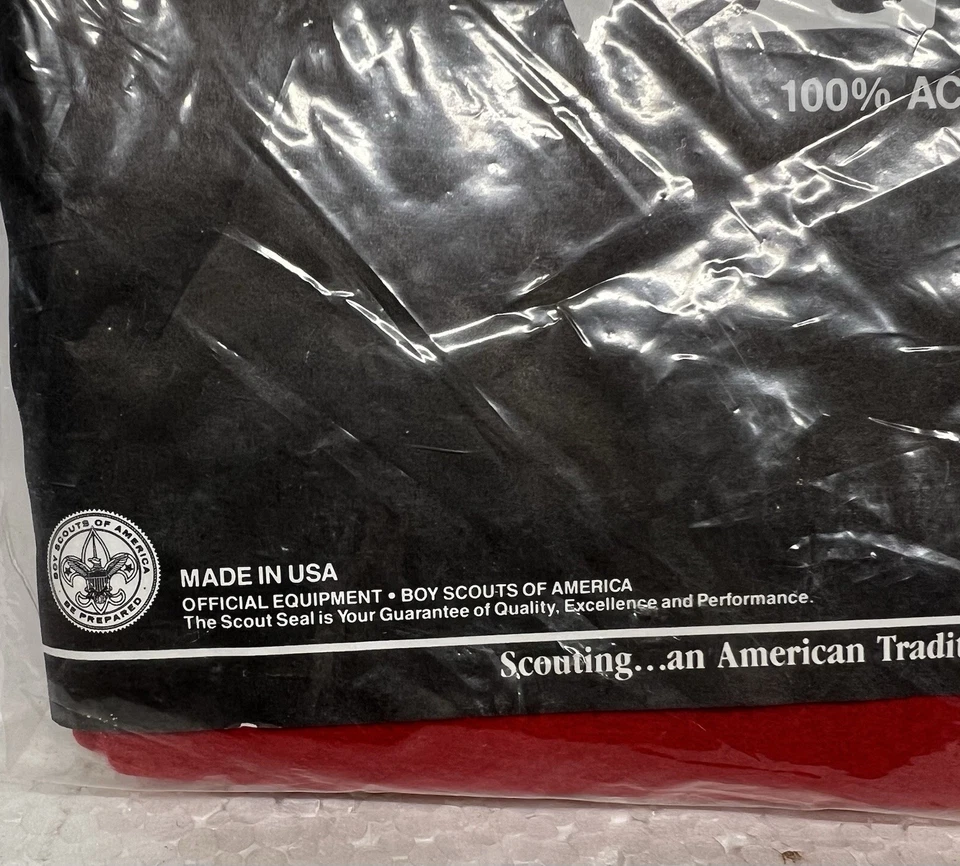 100% AC
BOY SCOUTS OF AMERICA
BE PREPARED
MADE IN USA
OFFICIAL EQUIPMENT • BOY SCOUTS OF AMERICA
The Scout Seal is Your Guarantee of Quality, Excellence and Performance.
Scouting...an American Tradit